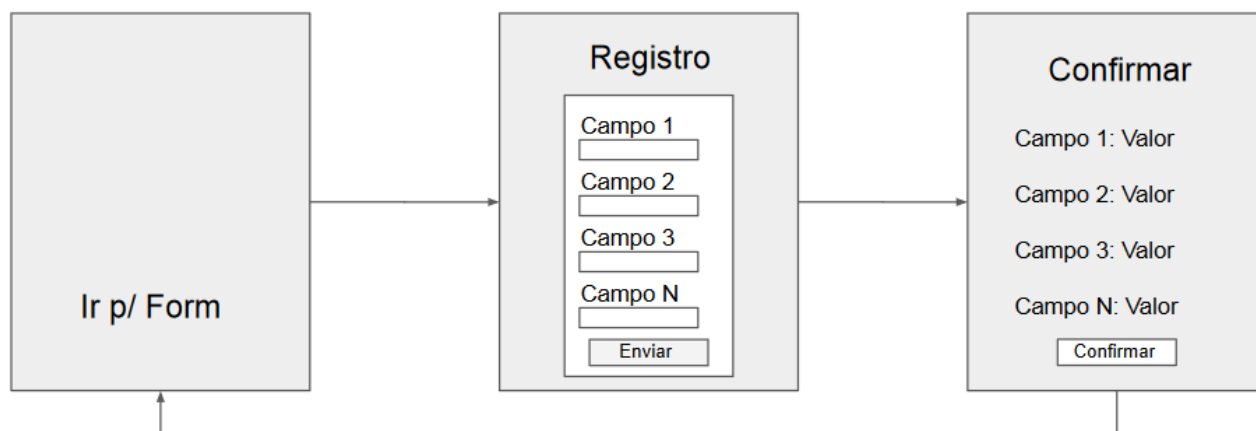 Ir p/ Form
Registro
Campo 1
Campo 2
Campo 3
Campo N
Enviar
Confirmar
Campo 1: Valor
Campo 2: Valor
Campo 3: Valor
Campo N: Valor
Confirmar